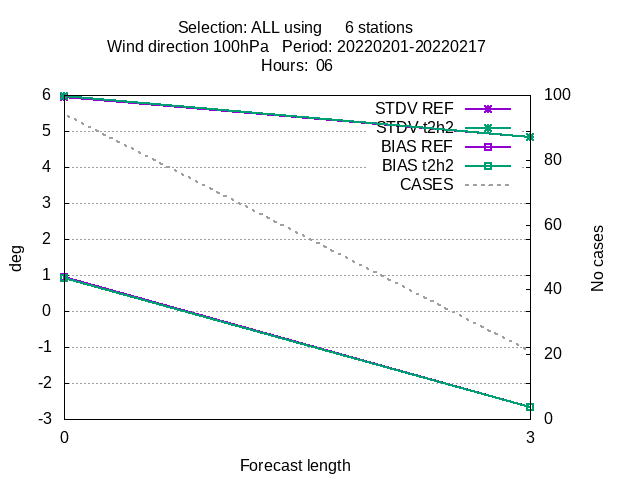 Selection: ALL using 6 stations
Wind direction 100hPa Period: 20220201-20220217
Hours: 06
6
5
4
3
2
1
0
-1
-2
-3
deg
STDV REF
STDV t2h2
BIAS REF
BIAS t2h2
CASES
100
80
60
40
20
0
No cases
0 3
Forecast length